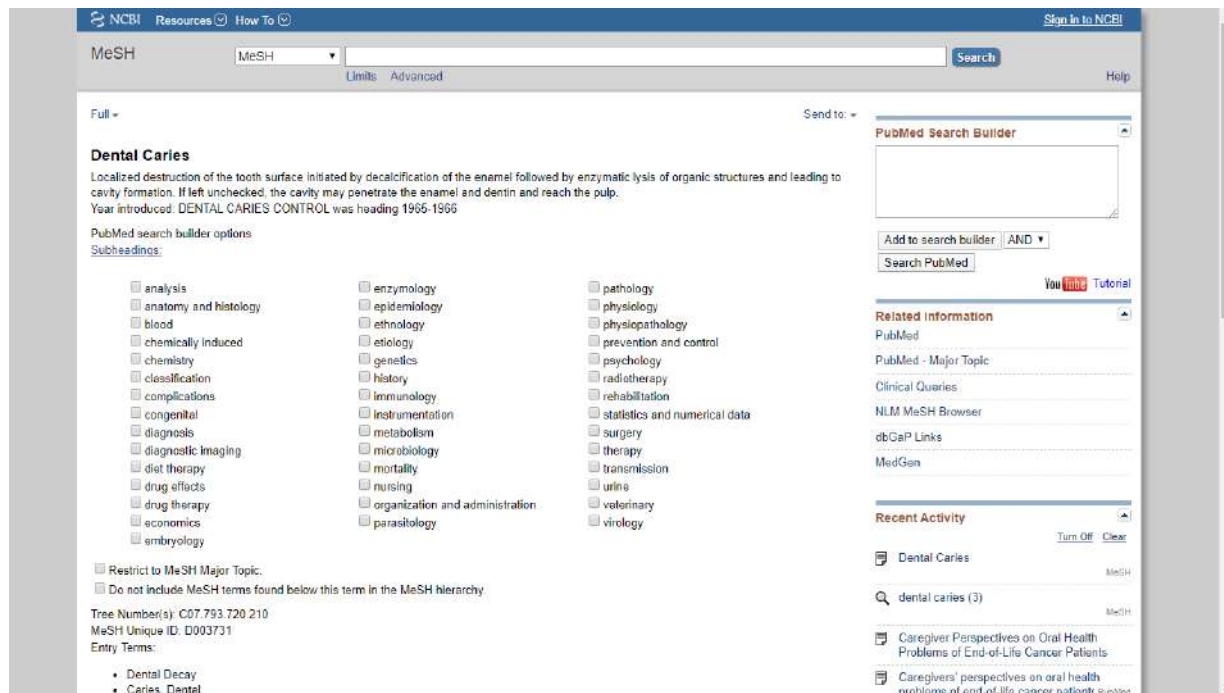 NCBI Resources How To Sign in to NCBI
MeSH MeSH Search
Limits Advanced Help
Full Send to:
Dental Caries
Localized destruction of the tooth surface initiated by decalcification of the enamel followed by enzymatic lysis of organic structures and leading to
cavity formation. If left unchecked, the cavity may penetrate the enamel and dentin and reach the pulp.
Year introduced: DENTAL CARIES CONTROL was heading 1965-1966
PubMed search builder options
Subheadings:
analysis
anatomy and histology
blood
chemically induced
chemistry
classification
complications
congenital
diagnosis
diagnostic imaging
diet therapy
drug effects
drug therapy
economics
embryology
enzymology
epidemiology
ethnology
etiology
genetics
history
immunology
instrumentation
metabolism
microbiology
mortality
nursing
organization and administration
parasitology
pathology
physiology
physiopathology
prevention and control
psychology
radiotherapy
rehabilitation
statistics and numerical data
surgery
therapy
transmission
urine
veterinary
virology
Restrict to MeSH Major Topic.
Do not include MeSH terms found below this term in the MeSH hierarchy.
Tree Number(s): C07.793.720.210
MeSH Unique ID: D003731
Entry Terms:
• Dental Decay
• Caries, Dental
PubMed Search Builder
Add to search builder AND
Search PubMed
YouTube Tutorial
Related information
PubMed
PubMed - Major Topic
Clinical Queries
NLM MeSH Browser
dbGaP Links
MedGen
Recent Activity
Turn Off Clear
Dental Caries
MeSH
dental caries (3)
MeSH
Caregiver Perspectives on Oral Health
Problems of End-of-Life Cancer Patients
Caregivers' perspectives on oral health
problems of end-of-life cancer patients PubMed